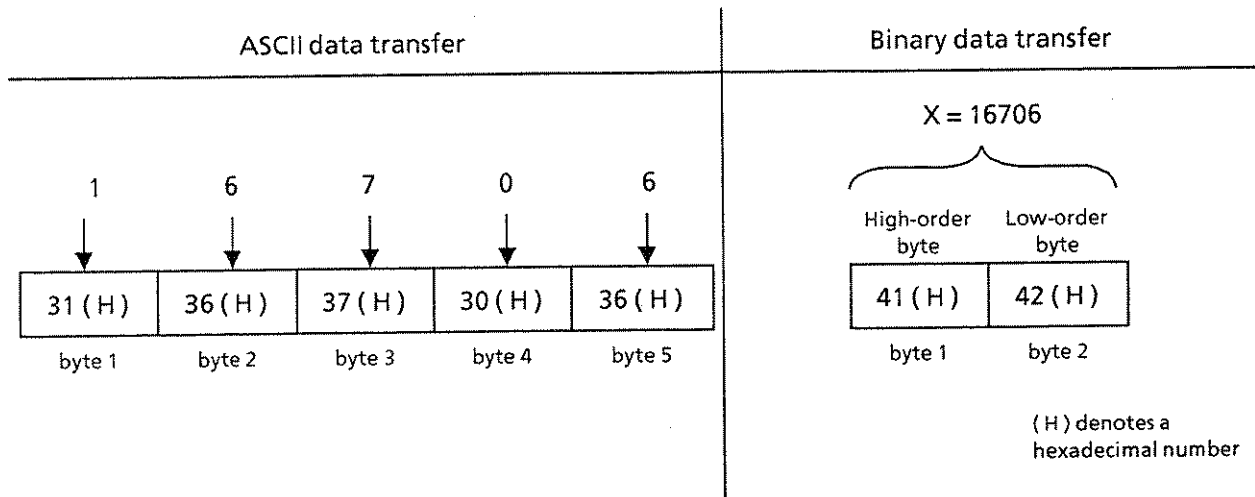 ASCII data transfer
1 6 7 0 6
31 ( H ) 36 ( H ) 37 ( H ) 30 ( H ) 36 ( H )
byte 1 byte 2 byte 3 byte 4 byte 5
Binary data transfer
X = 16706
High-order byte
Low-order byte
41 ( H ) 42 ( H )
byte 1 byte 2
( H ) denotes a
hexadecimal number